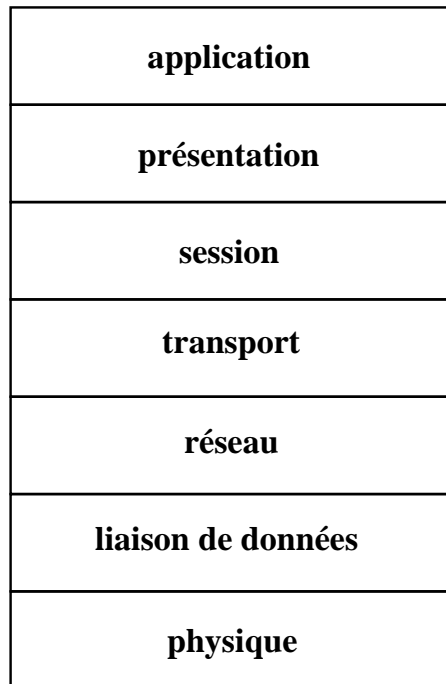 application
présentation
session
transport
réseau
liaison de données
physique